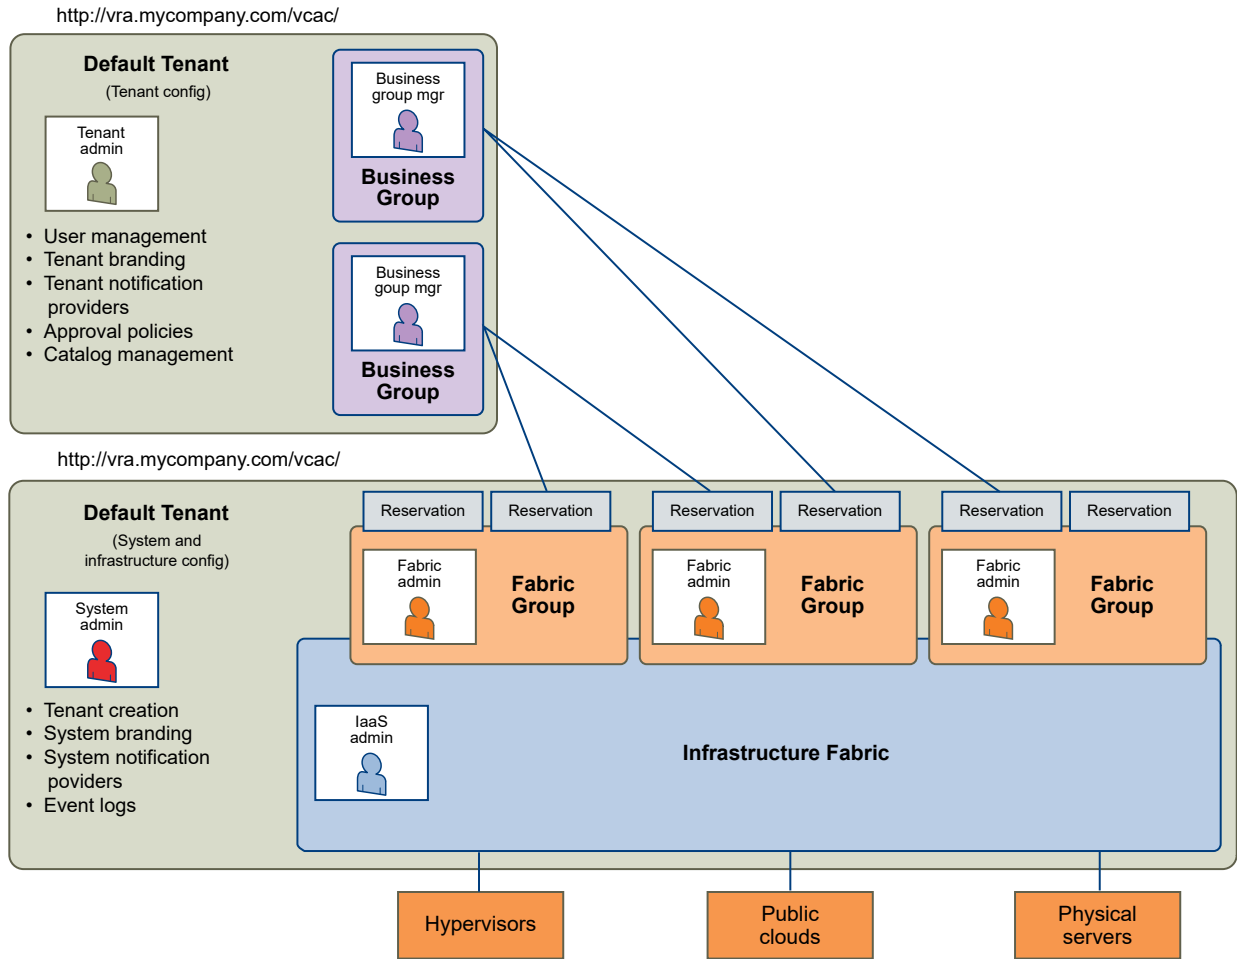 http://vra.mycompany.com/vcac/
Default Tenant
(Tenant config)
Tenant
admin
• User management
• Tenant branding
• Tenant notification
providers
• Approval policies
• Catalog management
Business
group mgr
Business
Group
Business
goup mgr
Business
Group
http://vra.mycompany.com/vcac/
Default Tenant
(System and
infrastructure config)
System
admin
• Tenant creation
• System branding
• System notification
poviders
• Event logs
Reservation
Reservation
Reservation
Reservation
Reservation
Reservation
Fabric
admin
Fabric
Group
Fabric
admin
Fabric
Group
Fabric
admin
Fabric
Group
IaaS
admin
Infrastructure Fabric
Hypervisors
Public
clouds
Physical
servers